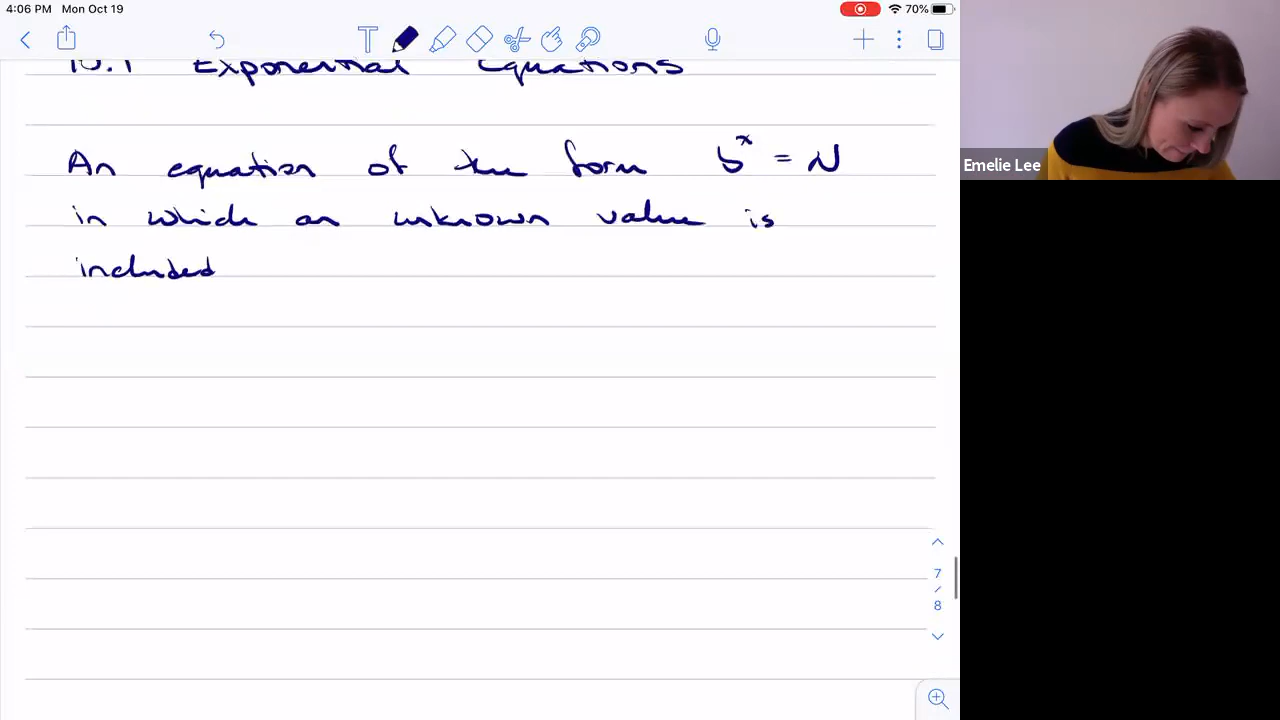 4:06 PM Mon Oct 19
70%
T
Exponential Equations
An equation of the form b^x = N
in which an unknown value is
included
7
/
8
Emelie Lee